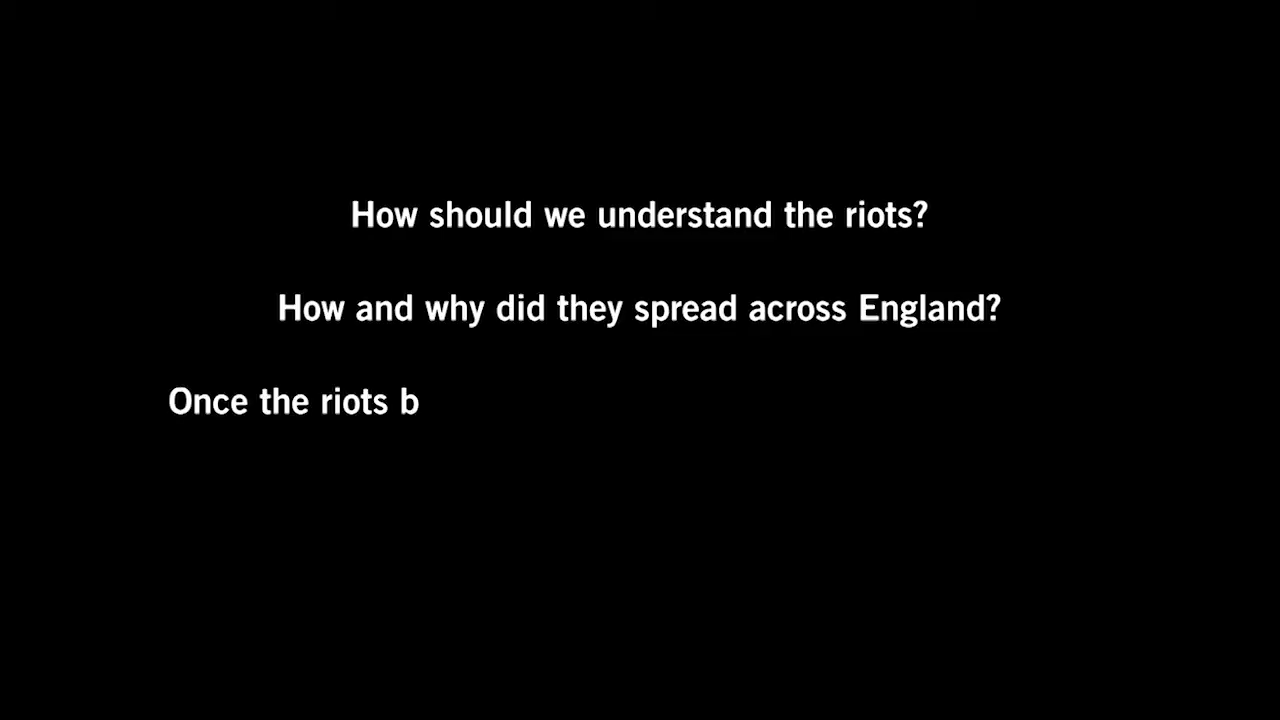 How should we understand the riots?
How and why did they spread across England?
Once the riots b